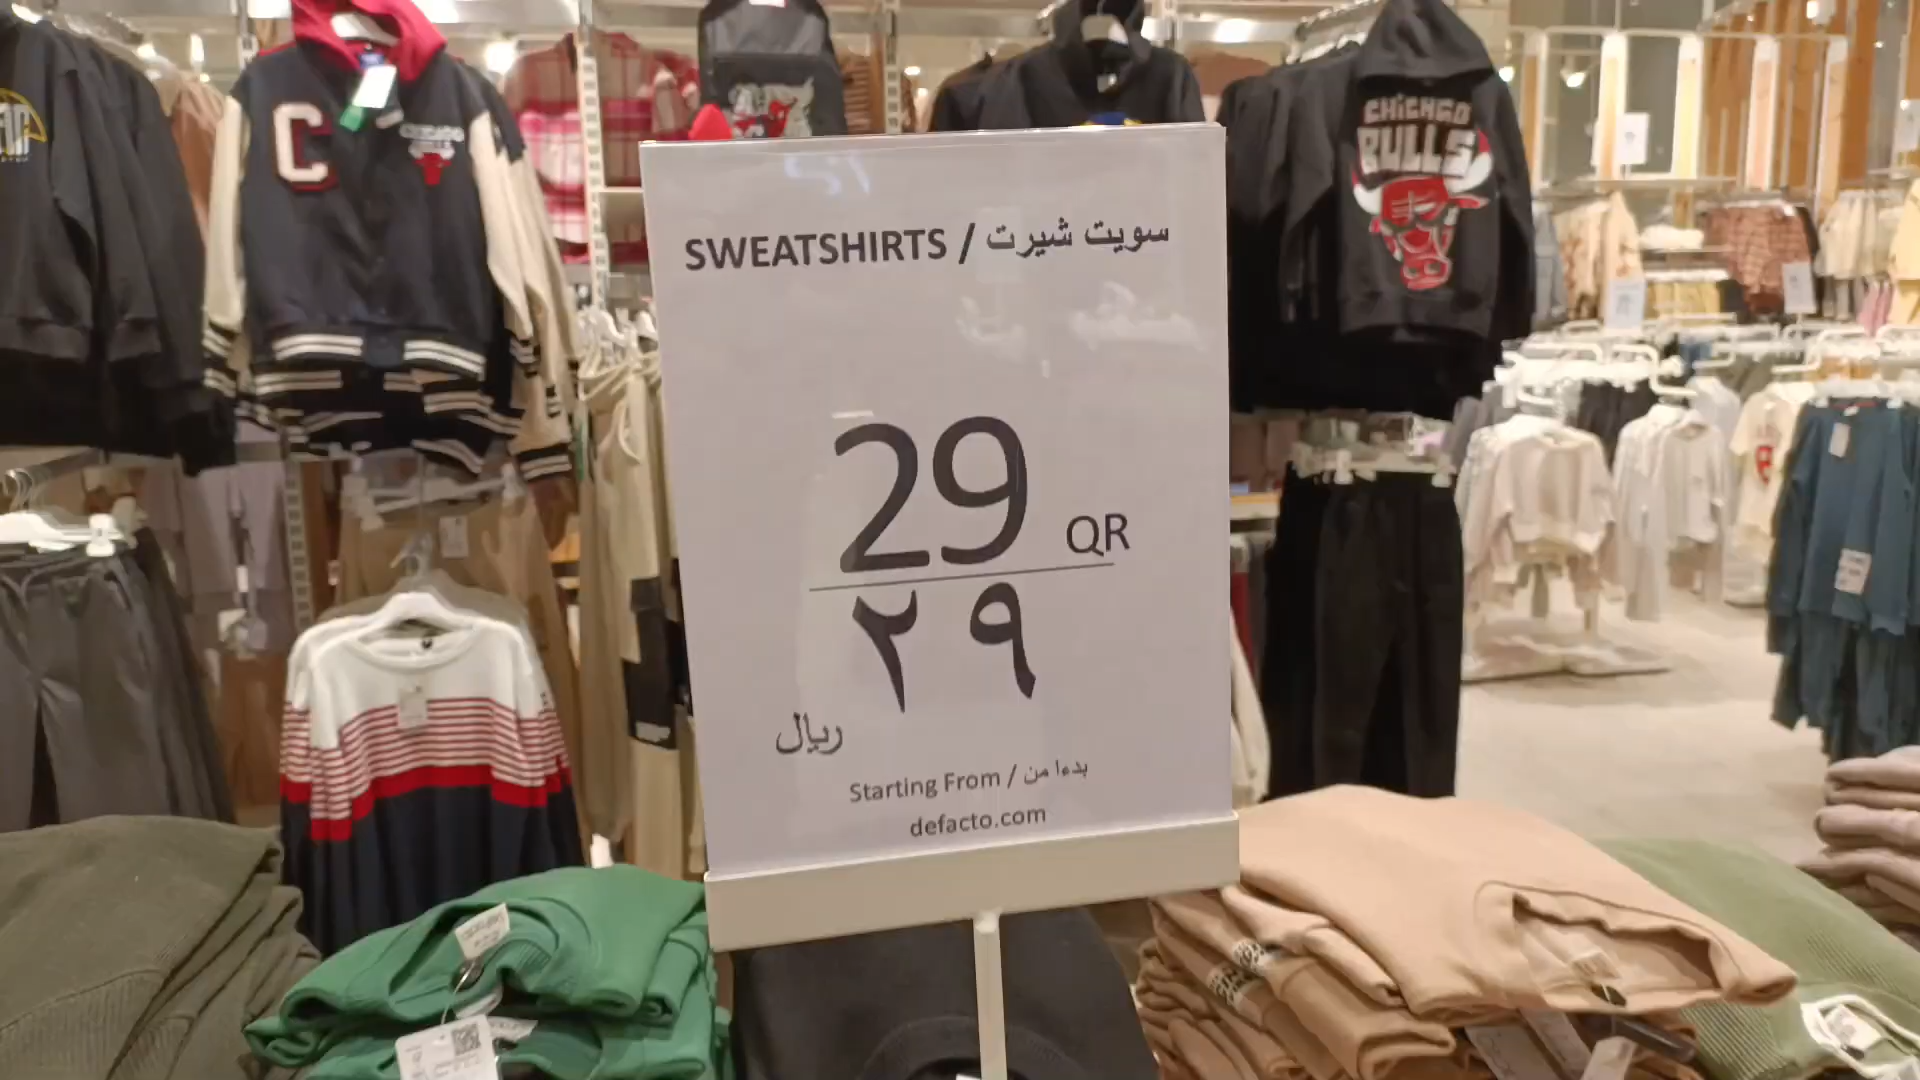 SWEATSHIRTS / سويت شيرت
29 QR
٢٩
ريال
Starting From / بدءا من
defacto.com
C
CHICAGO
BULLS